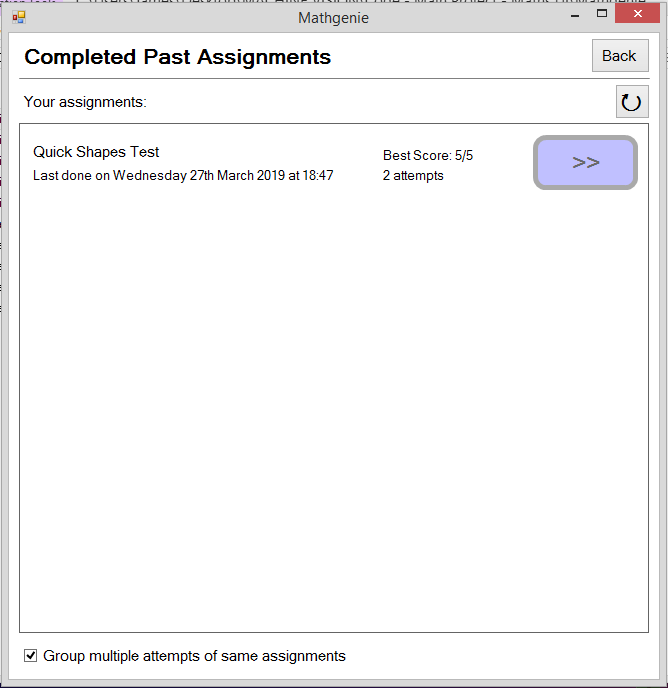 Mathgenie
Completed Past Assignments
Back
Your assignments:
Quick Shapes Test
Last done on Wednesday 27th March 2019 at 18:47
Best Score: 5/5
2 attempts
>>
Group multiple attempts of same assignments